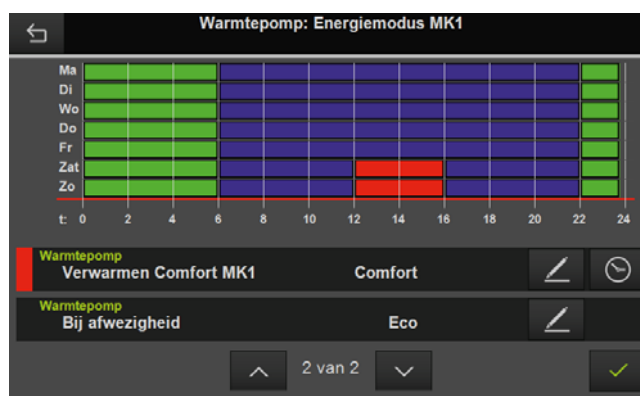 Warmtepomp: Energiemodus MK1
Ma
Di
Wo
Do
Fr
Zat
Zo
t: 0 2 4 6 8 10 12 14 16 18 20 22 24
Warmtepomp
Verwarmen Comfort MK1 Comfort
Warmtepomp
Bij afwezigheid Eco
2 van 2